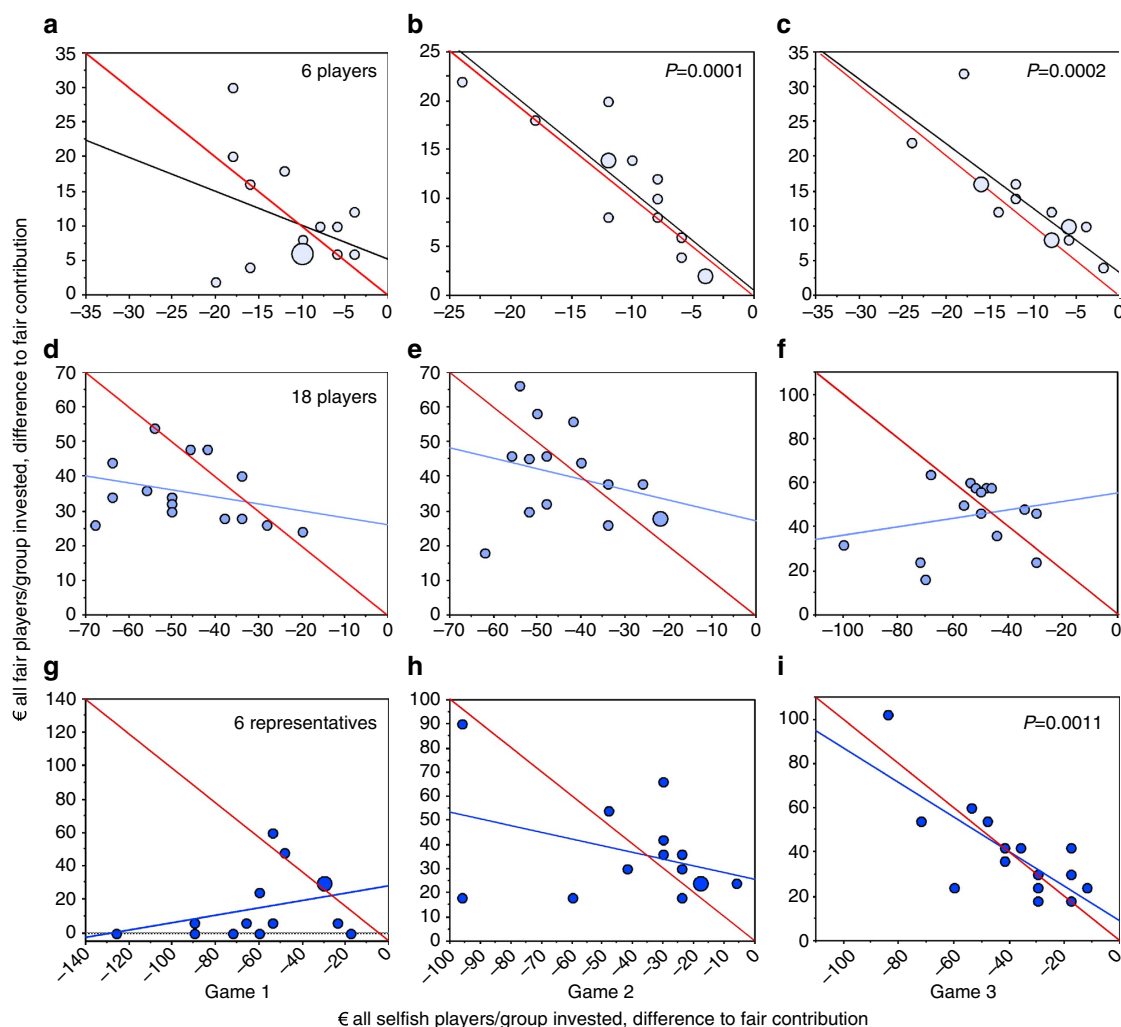 a
b
c
35
30
25
20
15
10
5
0
6 players
−35 −30 −25 −20 −15 −10 −5 0
25
20
15
10
5
0
P=0.0001
−25 −20 −15 −10 −5 0
35
30
25
20
15
10
5
0
P=0.0002
−35 −30 −25 −20 −15 −10 −5 0
€ all fair players/group invested, difference to fair contribution
d
e
f
70
60
50
40
30
20
10
0
18 players
−70 −60 −50 −40 −30 −20 −10 0
70
60
50
40
30
20
10
0
−70 −60 −50 −40 −30 −20 −10 0
100
80
60
40
20
0
−100 −80 −60 −40 −20 0
g
h
i
140
120
100
80
60
40
20
0
6 representatives
−140 −120 −100 −80 −60 −40 −20 0
Game 1
100
90
80
70
60
50
40
30
20
10
0
−100 −90 −80 −70 −60 −50 −40 −30 −20 −10 0
Game 2
100
80
60
40
20
0
P=0.0011
−100 −80 −60 −40 −20 0
Game 3
€ all selfish players/group invested, difference to fair contribution